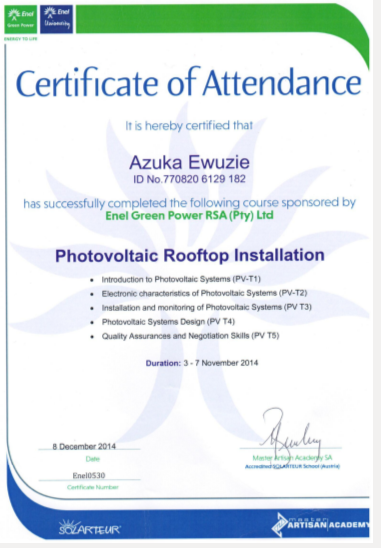 Enel
Green Power
Enel
University
ENERGY TO LIFE
Certificate of Attendance
It is hereby certified that
Azuka Ewuzie
ID No.770820 6129 182
has successfully completed the following course sponsored by
Enel Green Power RSA (Pty) Ltd
Photovoltaic Rooftop Installation
• Introduction to Photovoltaic Systems (PV-T1)
• Electronic characteristics of Photovoltaic Systems (PV-T2)
• Installation and monitoring of Photovoltaic Systems (PV T3)
• Photovoltaic Systems Design (PV T4)
• Quality Assurances and Negotiation Skills (PV T5)
Duration: 3 - 7 November 2014
8 December 2014
Date
Master Artisan Academy SA
Accredited SOLARTEUR School (Austria)
Enel0530
Certificate Number
SOLARTEUR
master
ARTISAN ACADEMY